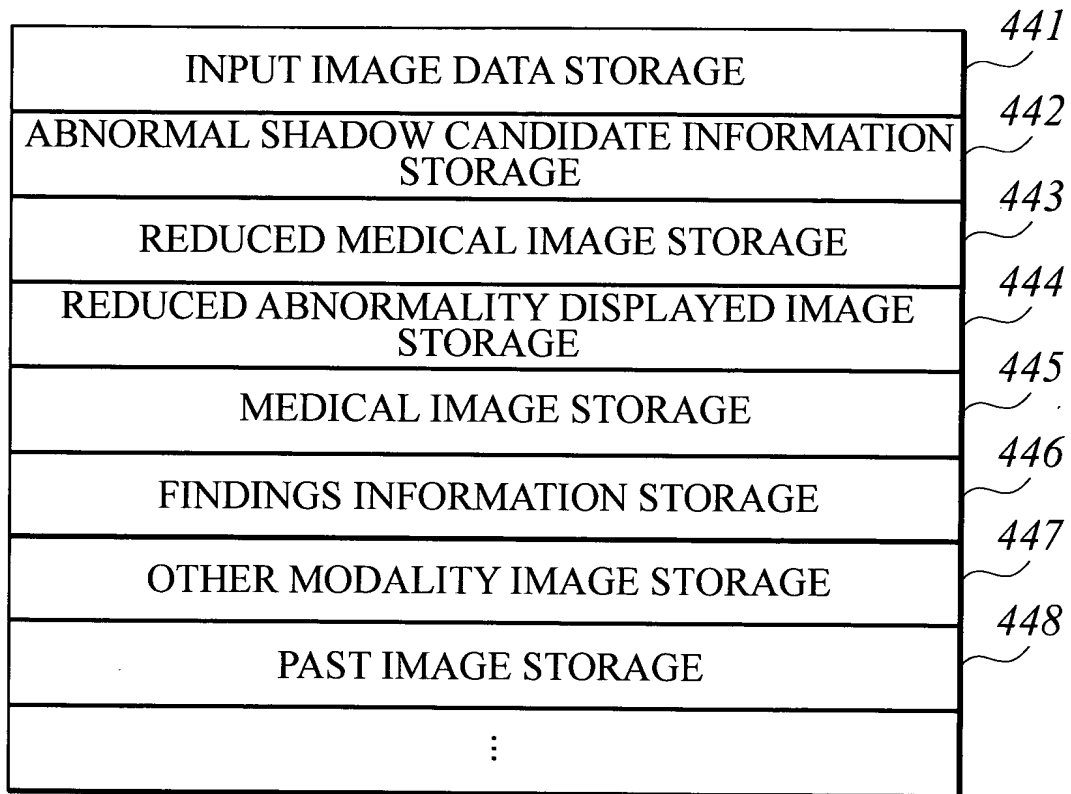 441
INPUT IMAGE DATA STORAGE
442
ABNORMAL SHADOW CANDIDATE INFORMATION
STORAGE
443
REDUCED MEDICAL IMAGE STORAGE
444
REDUCED ABNORMALITY DISPLAYED IMAGE
STORAGE
445
MEDICAL IMAGE STORAGE
446
FINDINGS INFORMATION STORAGE
447
OTHER MODALITY IMAGE STORAGE
448
PAST IMAGE STORAGE
⋮